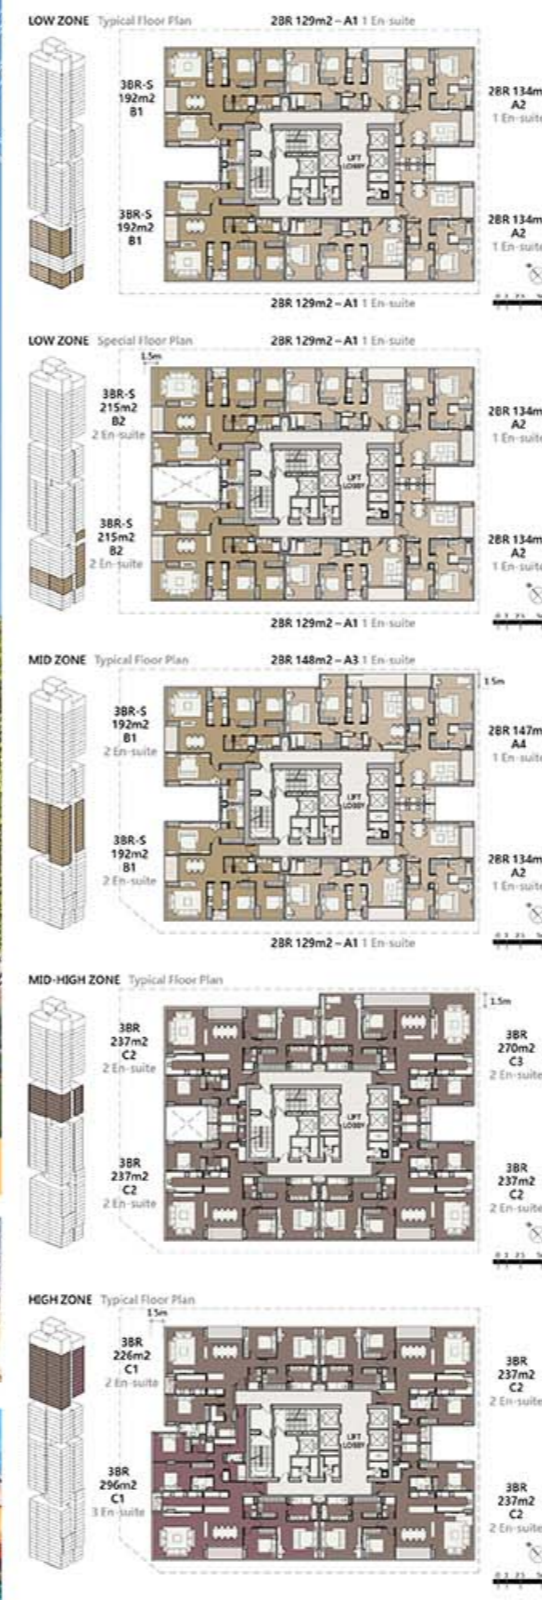 LOW ZONE Typical Floor Plan
2BR 129m2 – A1 1 En-suite
3BR-S
192m2
B1
2BR 134m
A2
1 En-suite
LIFT
LOBBY
3BR-S
192m2
B1
2BR 134m
A2
1 En-suite
2BR 129m2 – A1 1 En-suite
LOW ZONE Special Floor Plan
2BR 129m2 – A1 1 En-suite
1.5m
3BR-S
215m2
B2
2 En-suite
2BR 134m
A2
1 En-suite
LIFT
LOBBY
3BR-S
215m2
B2
2 En-suite
2BR 134m
A2
1 En-suite
2BR 129m2 – A1 1 En-suite
MID ZONE Typical Floor Plan
2BR 148m2 – A3 1 En-suite
1.5m
3BR-S
192m2
B1
2 En-suite
2BR 147m
A4
1 En-suite
LIFT
LOBBY
3BR-S
192m2
B1
2 En-suite
2BR 134m
A2
1 En-suite
2BR 129m2 – A1 1 En-suite
MID-HIGH ZONE Typical Floor Plan
1.5m
3BR
237m2
C2
2 En-suite
3BR
270m2
C3
2 En-suite
LIFT
LOBBY
3BR
237m2
C2
2 En-suite
3BR
237m2
C2
2 En-suite
HIGH ZONE Typical Floor Plan
1.5m
3BR
226m2
C1
2 En-suite
3BR
237m2
C2
2 En-suite
LIFT
LOBBY
3BR
296m2
C1
3 En-suite
3BR
237m2
C2
2 En-suite